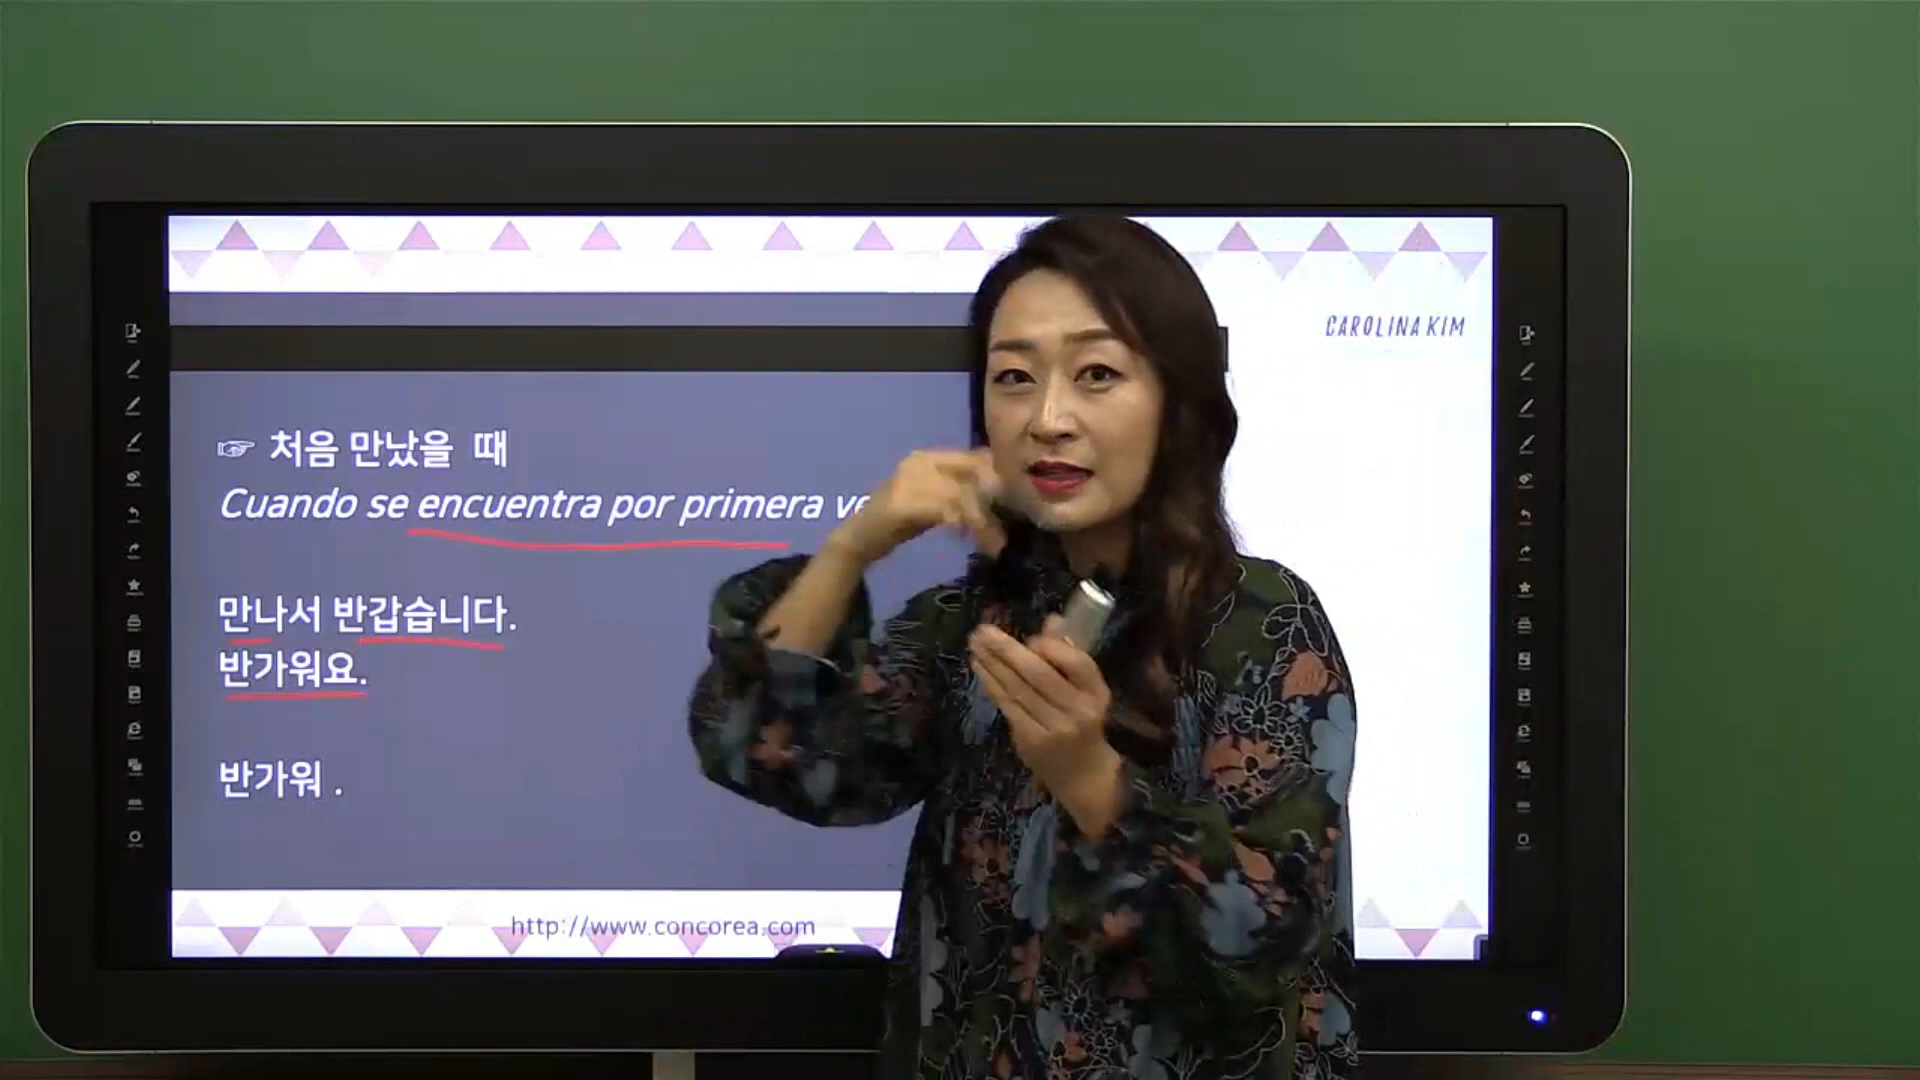 CAROLINA KIM
☞ 처음 만났을 때
Cuando se encuentra por primera
만나서 반갑습니다.
반가워요.
반가워 .
http://www.concorea.com